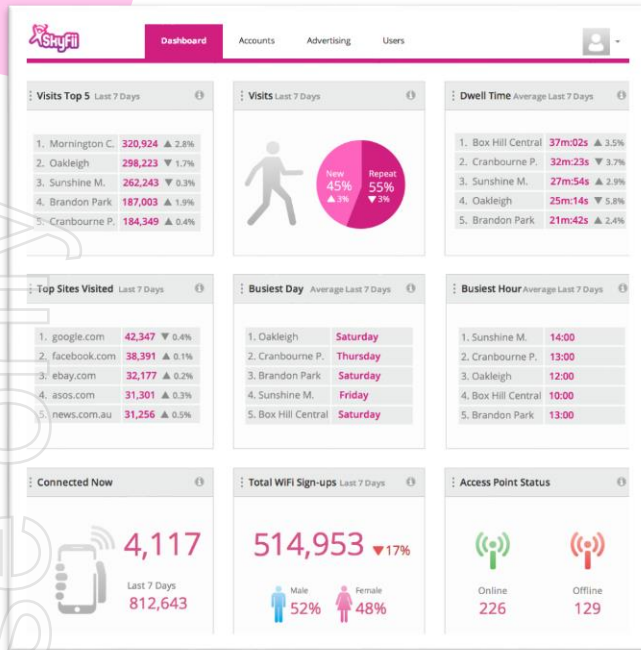 SkyFii
Dashboard
Accounts
Advertising
Users
Visits Top 5 Last 7 Days
1. Mornington C. 320,924 ▲ 2.8%
2. Oakleigh 298,223 ▼ 1.7%
3. Sunshine M. 262,243 ▼ 0.3%
4. Brandon Park 187,003 ▲ 1.9%
5. Cranbourne P. 184,349 ▲ 0.4%
Visits Last 7 Days
New
45%
▲3%
Repeat
55%
▼3%
Dwell Time Average Last 7 Days
1. Box Hill Central 37m:02s ▲ 3.5%
2. Cranbourne P. 32m:23s ▼ 3.7%
3. Sunshine M. 27m:54s ▲ 2.9%
4. Oakleigh 25m:14s ▼ 5.8%
5. Brandon Park 21m:42s ▲ 2.4%
Top Sites Visited Last 7 Days
1. google.com 42,347 ▼ 0.4%
2. facebook.com 38,391 ▲ 0.1%
3. ebay.com 32,177 ▲ 0.2%
4. asos.com 31,301 ▲ 0.3%
5. news.com.au 31,256 ▲ 0.5%
Busiest Day Average Last 7 Days
1. Oakleigh Saturday
2. Cranbourne P. Thursday
3. Brandon Park Saturday
4. Sunshine M. Friday
5. Box Hill Central Saturday
Busiest Hour Average Last 7 Days
1. Sunshine M. 14:00
2. Cranbourne P. 13:00
3. Oakleigh 12:00
4. Box Hill Central 10:00
5. Brandon Park 13:00
Connected Now
4,117
Last 7 Days
812,643
Total WiFi Sign-ups Last 7 Days
514,953 ▼17%
Male
52%
Female
48%
Access Point Status
Online
226
Offline
129